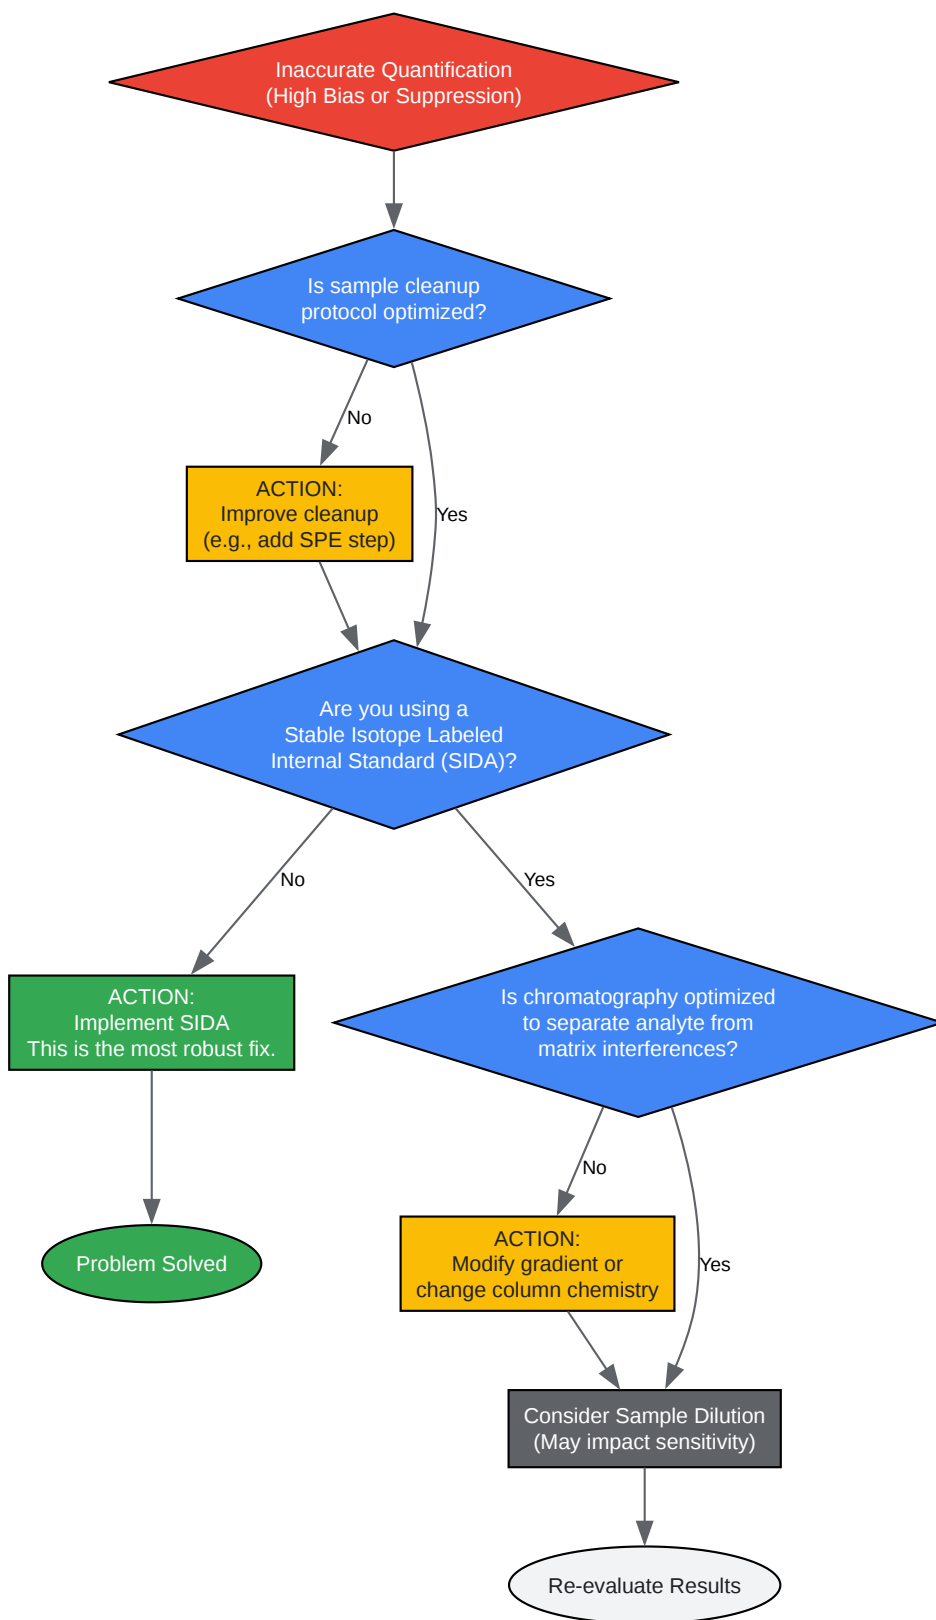 Inaccurate Quantification
(High Bias or Suppression)
Is sample cleanup
protocol optimized?
No
Yes
ACTION:
Improve cleanup
(e.g., add SPE step)
Are you using a
Stable Isotope Labeled
Internal Standard (SIDA)?
No
Yes
ACTION:
Implement SIDA
This is the most robust fix.
Is chromatography optimized
to separate analyte from
matrix interferences?
No
Yes
Problem Solved
ACTION:
Modify gradient or
change column chemistry
Consider Sample Dilution
(May impact sensitivity)
Re-evaluate Results